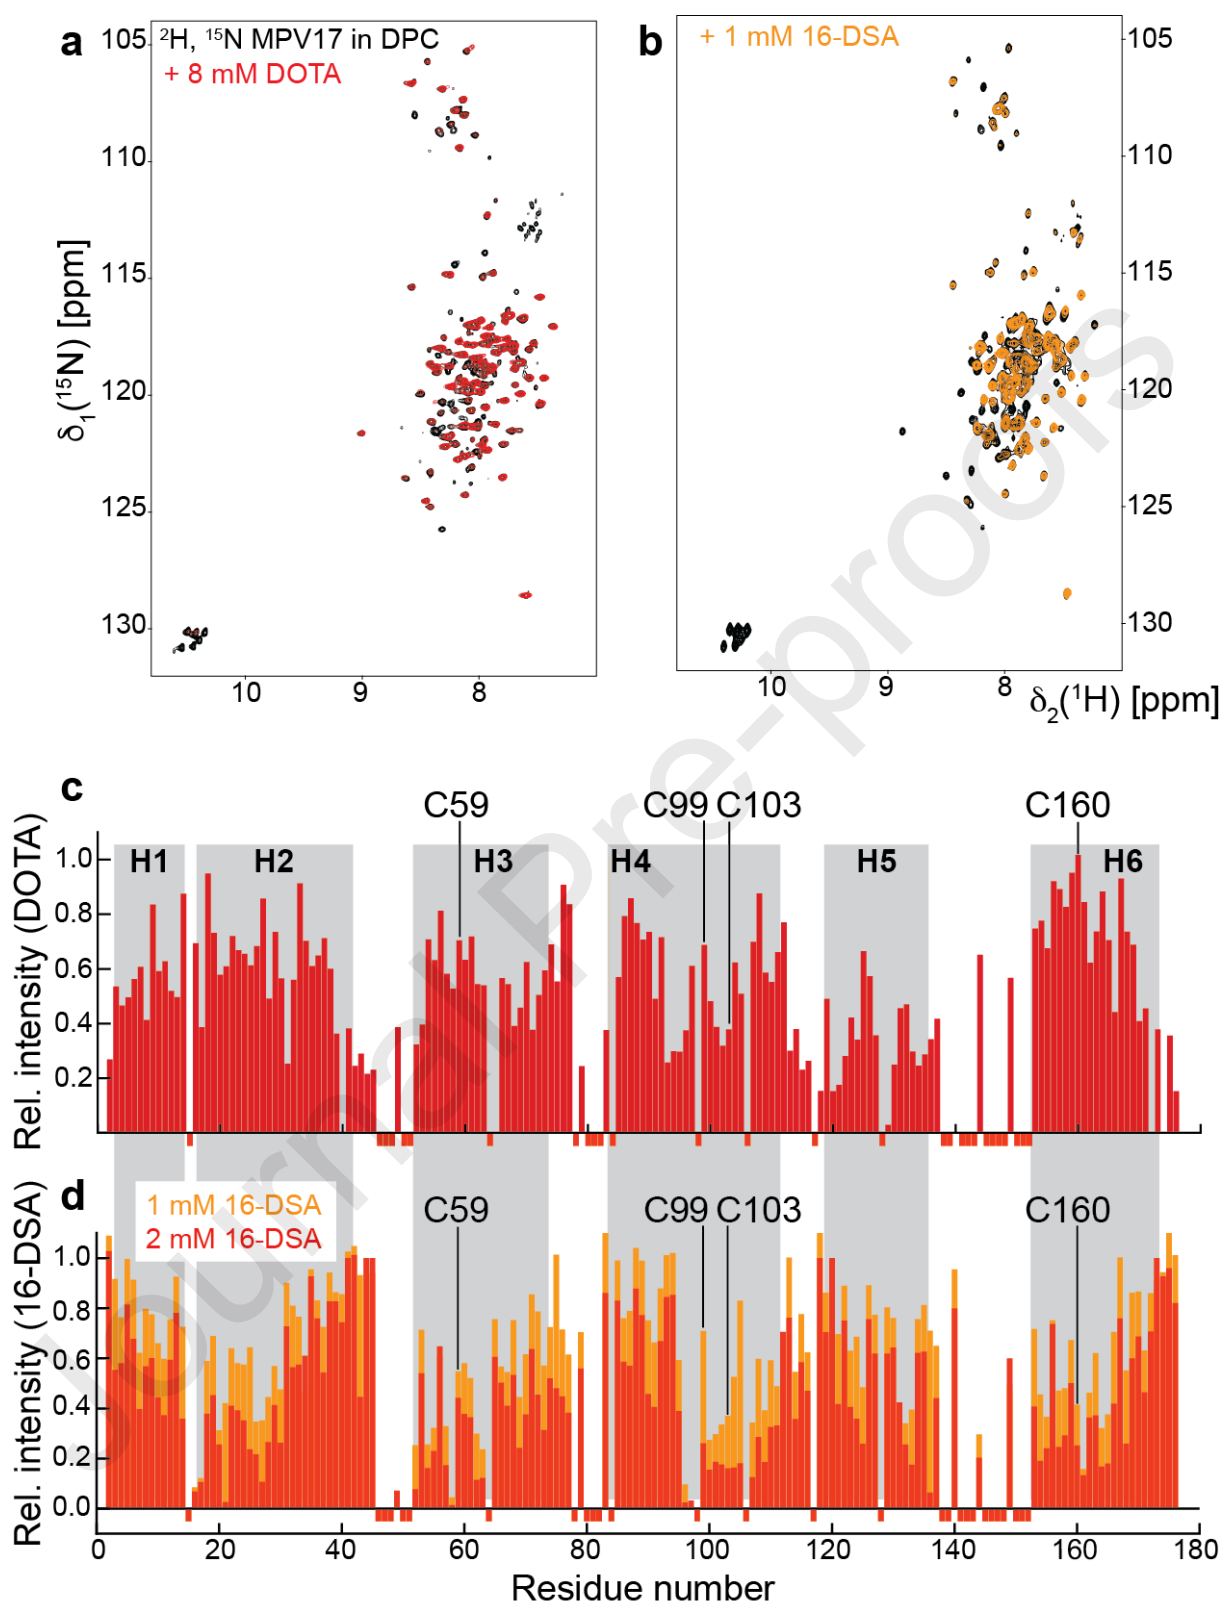 a
b
²H, ¹⁵N MPV17 in DPC
+ 8 mM DOTA
+ 1 mM 16-DSA
105
110
115
120
125
130
δ₁(¹⁵N) [ppm]
10
9
8
105
110
115
120
125
130
10
9
8
δ₂(¹H) [ppm]
c
C59
C99
C103
C160
H1
H2
H3
H4
H5
H6
1.0
0.8
0.6
0.4
0.2
Rel. intensity (DOTA)
d
1 mM 16-DSA
2 mM 16-DSA
C59
C99
C103
C160
1.0
0.8
0.6
0.4
0.2
0.0
Rel. intensity (16-DSA)
0
20
40
60
80
100
120
140
160
180
Residue number
Journal Pre-proofs